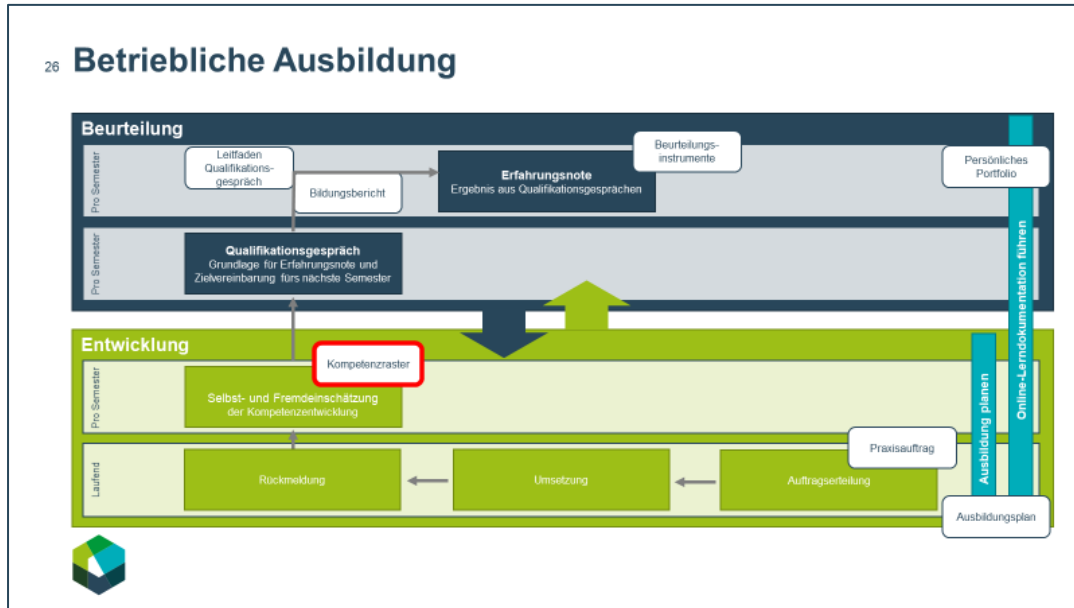 26 Betriebliche Ausbildung
Beurteilung
Pro Semester
Leitfaden
Qualifikations-
gespräch
Bildungsbericht
Erfahrungsnote
Ergebnis aus Qualifikationsgesprächen
Beurteilungs-
instrumente
Persönliches
Portfolio
Pro Semester
Qualifikationsgespräch
Grundlage für Erfahrungsnote und
Zielvereinbarung fürs nächste Semester
Online-Lerndokumentation führen
Entwicklung
Pro Semester
Kompetenzraster
Selbst- und Fremdeinschätzung
der Kompetenzentwicklung
Ausbildung planen
Laufend
Rückmeldung
Umsetzung
Auftragserteilung
Praxisauftrag
Ausbildungsplan